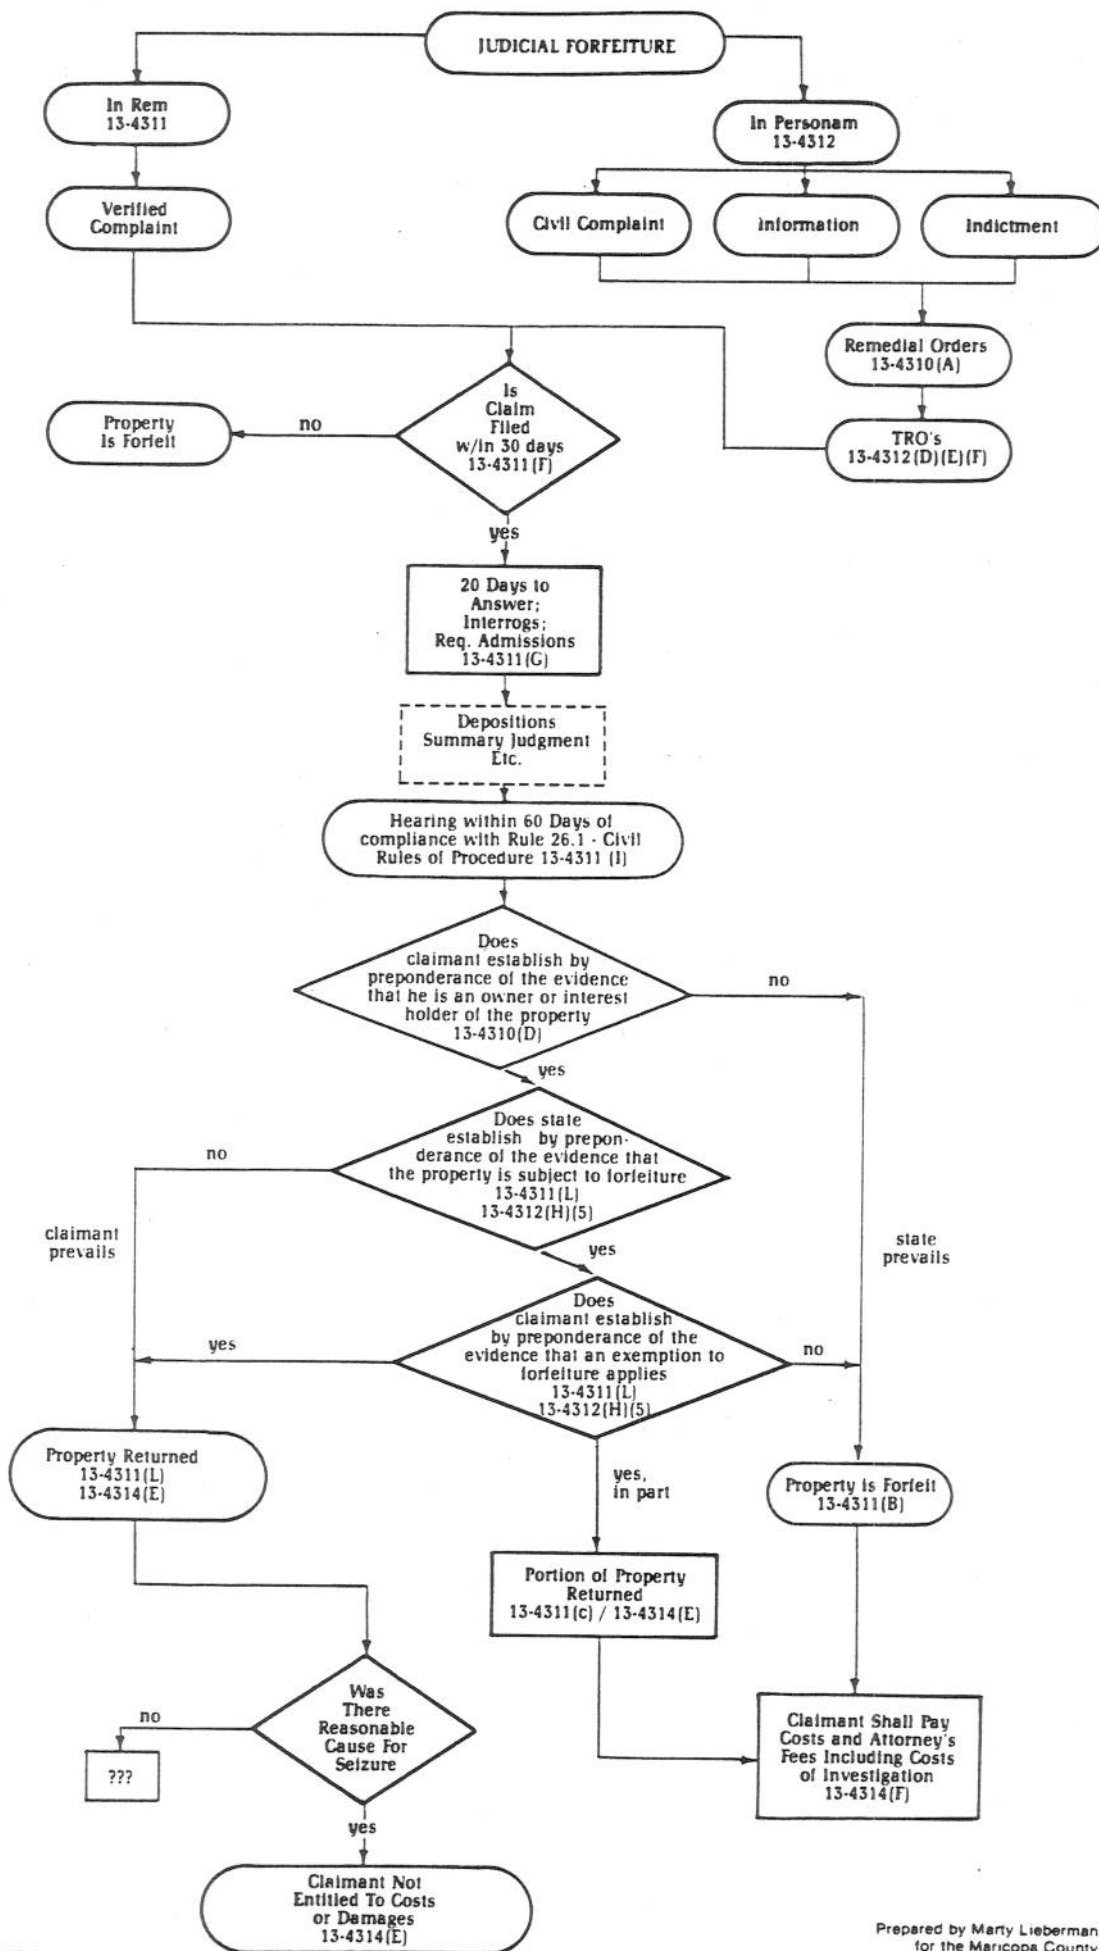 JUDICIAL FORFEITURE
In Rem
13-4311
In Personam
13-4312
Verified
Complaint
Civil Complaint
Information
Indictment
Remedial Orders
13-4310(A)
Property
Is Forfeit
no
Is
Claim
Filed
w/in 30 days
13-4311(F)
TRO's
13-4312(D)(E)(F)
yes
20 Days to
Answer;
Interrogs;
Req. Admissions
13-4311(G)
Depositions
Summary Judgment
Etc.
Hearing within 60 Days of
compliance with Rule 26.1 - Civil
Rules of Procedure 13-4311 (I)
Does
claimant establish by
preponderance of the evidence
that he is an owner or interest
holder of the property
13-4310(D)
no
yes
Does state
establish by prepon-
derance of the evidence that
the property is subject to forfeiture
13-4311(L)
13-4312(H)(5)
no
claimant
prevails
state
prevails
yes
Does
claimant establish
by preponderance of the
evidence that an exemption to
forfeiture applies
13-4311(L)
13-4312(H)(5)
yes
no
Property Returned
13-4311(L)
13-4314(E)
yes,
in part
Property is Forfeit
13-4311(B)
Portion of Property
Returned
13-4311(c) / 13-4314(E)
Was
There
Reasonable
Cause For
Seizure
no
???
Claimant Shall Pay
Costs and Attorney's
Fees Including Costs
of Investigation
13-4314(F)
yes
Claimant Not
Entitled To Costs
or Damages
13-4314(E)
Prepared by Marty Lieberman
for the Maricopa County